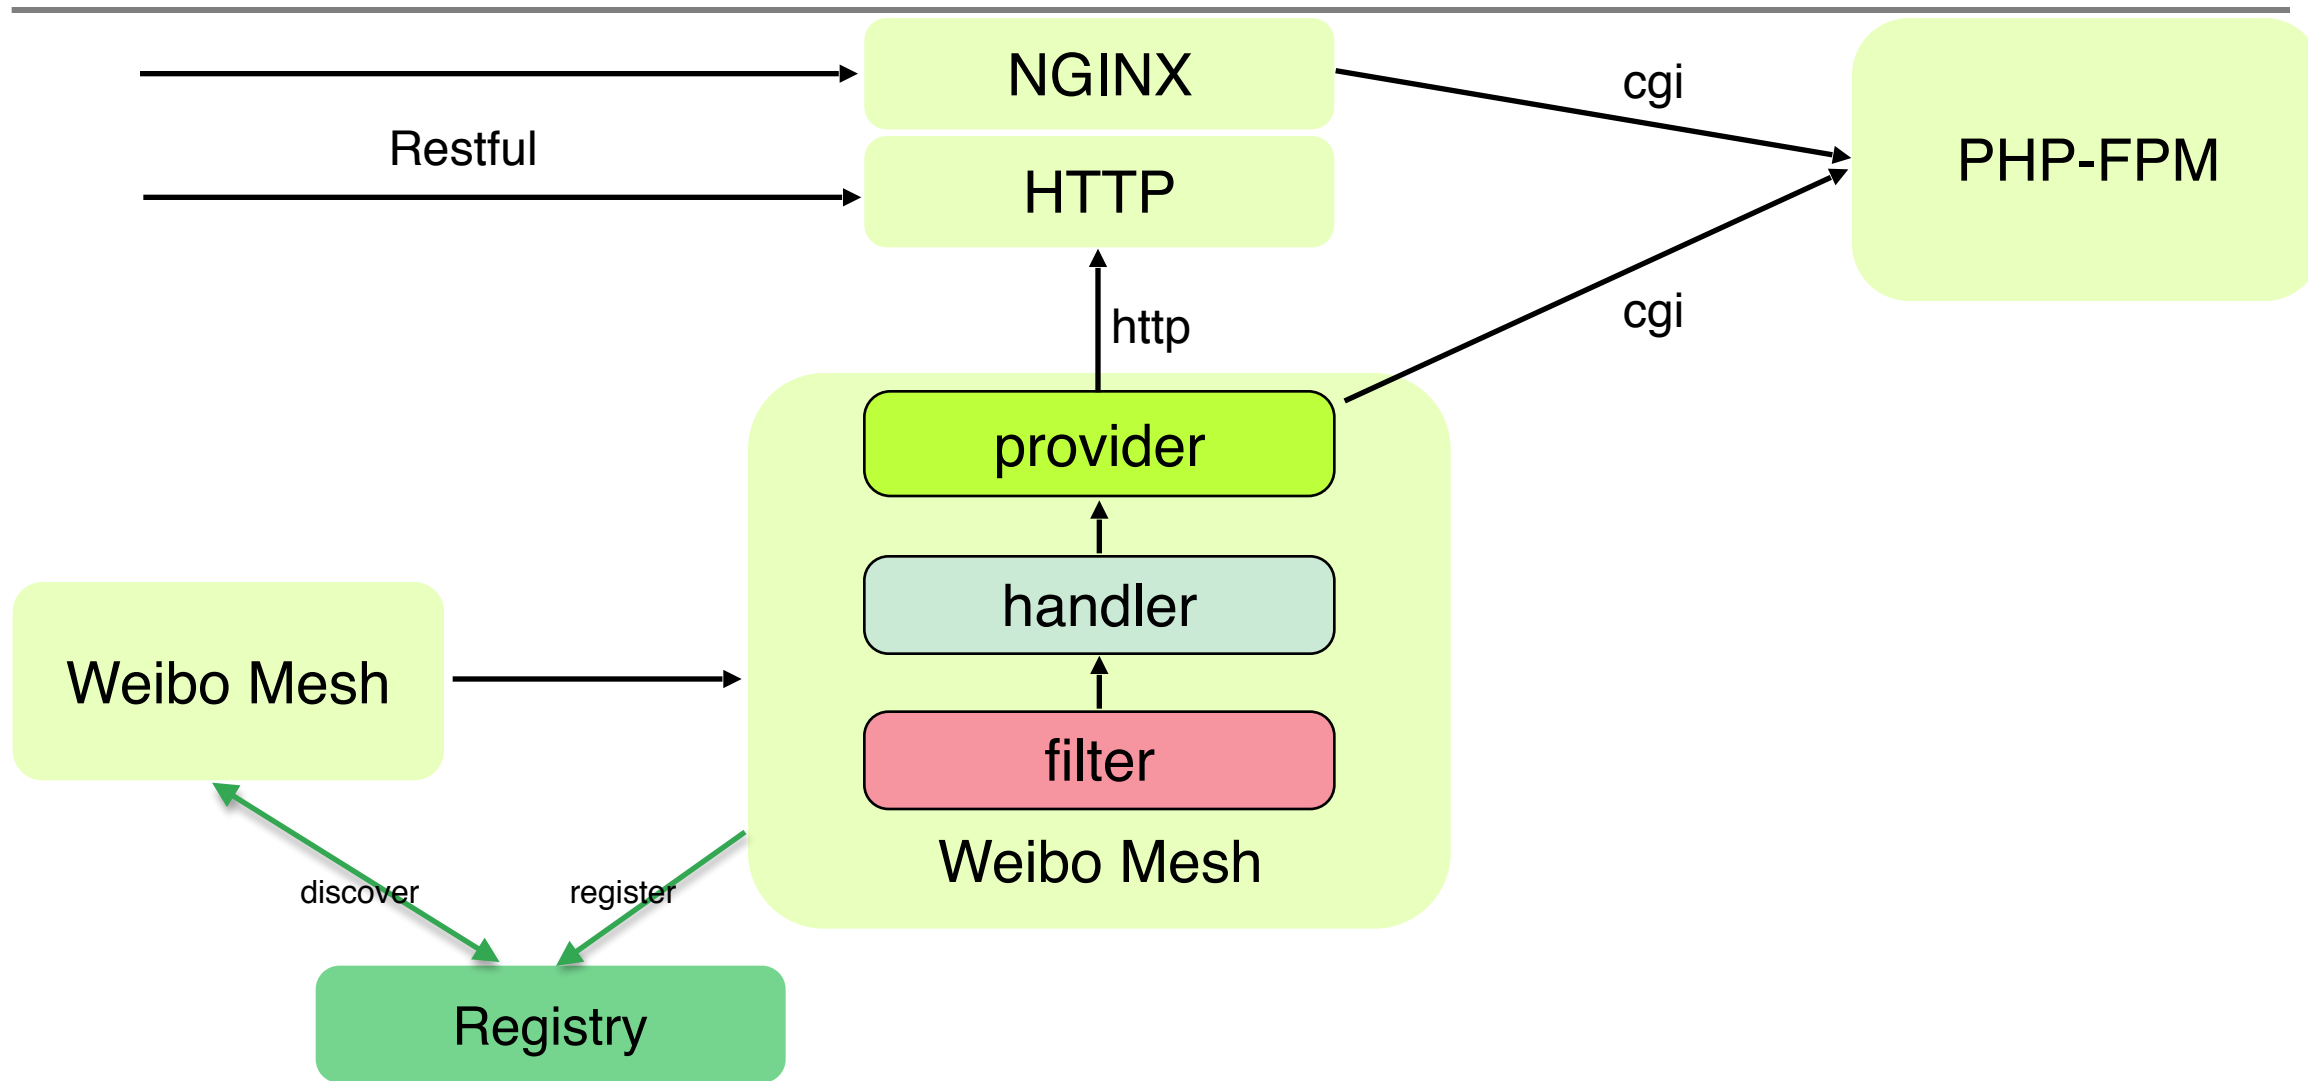 NGINX
cgi
Restful
PHP-FPM
HTTP
http
cgi
provider
handler
Weibo Mesh
filter
Weibo Mesh
discover
register
Registry